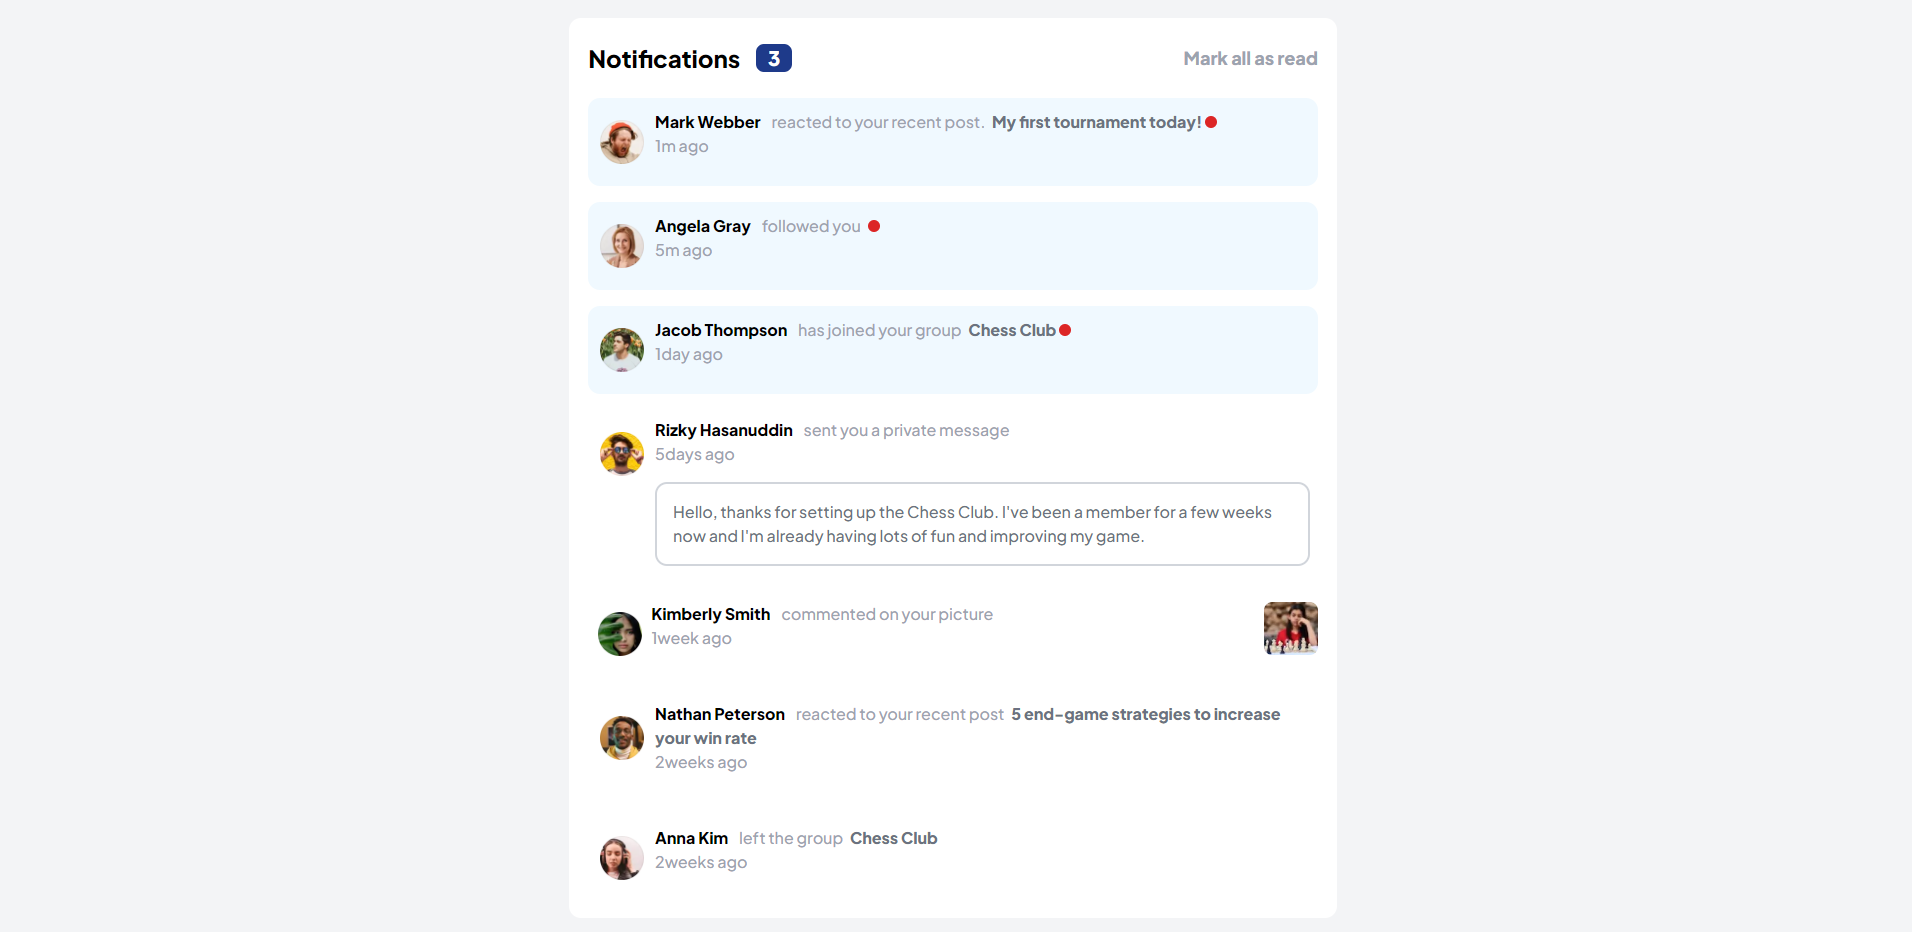 Notifications 3 Mark all as read
Mark Webber reacted to your recent post. My first tournament today!
1m ago
Angela Gray followed you
5m ago
Jacob Thompson has joined your group Chess Club
1day ago
Rizky Hasanuddin sent you a private message
5days ago
Hello, thanks for setting up the Chess Club. I've been a member for a few weeks
now and I'm already having lots of fun and improving my game.
Kimberly Smith commented on your picture
1week ago
Nathan Peterson reacted to your recent post 5 end-game strategies to increase
your win rate
2weeks ago
Anna Kim left the group Chess Club
2weeks ago